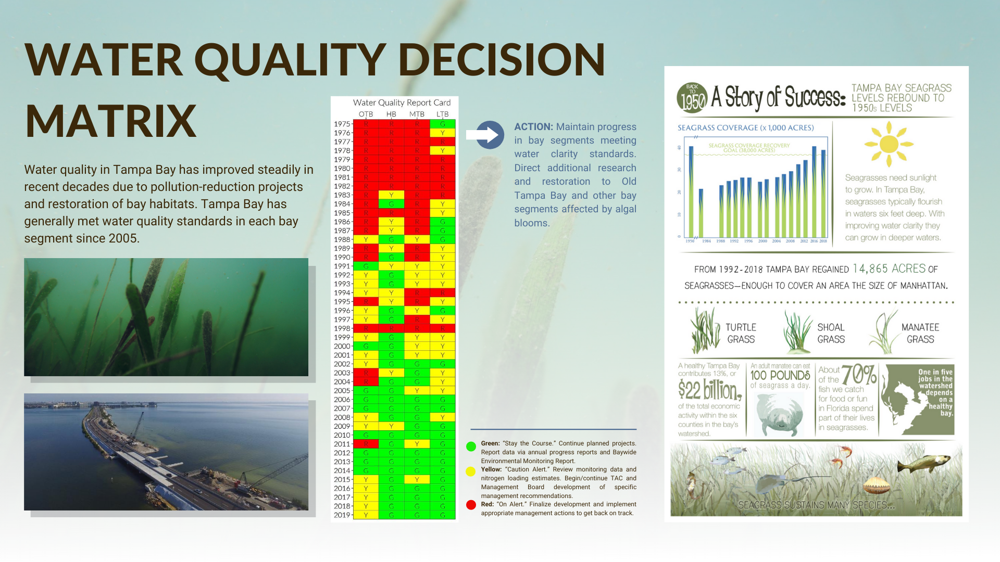 WATER QUALITY DECISION
MATRIX
Water quality in Tampa Bay has improved steadily in
recent decades due to pollution-reduction projects
and restoration of bay habitats. Tampa Bay has
generally met water quality standards in each bay
segment since 2005.
Water Quality Report Card
OTB HB MTB LTB
1975 R R R G
1976 R R R Y
1977 R R R R
1978 R R R Y
1979 R R R R
1980 R R R R
1981 R R R R
1982 R R R R
1983 R Y R R
1984 R G R Y
1985 R R R Y
1986 R Y R G
1987 R Y R G
1988 Y G Y G
1989 R Y R Y
1990 R G R Y
1991 G Y Y Y
1992 Y G Y Y
1993 Y G Y Y
1994 Y Y R R
1995 R Y R Y
1996 Y G Y G
1997 Y G R Y
1998 R R R R
1999 Y G Y Y
2000 G G Y Y
2001 Y G Y Y
2002 Y G G G
2003 R Y G Y
2004 R G G Y
2005 G G Y Y
2006 G G G G
2007 G G G G
2008 Y G G Y
2009 Y Y G G
2010 G G G G
2011 R G Y G
2012 G G G G
2013 G G G G
2014 G G G G
2015 Y G Y G
2016 Y G G G
2017 Y G G G
2018 Y G G G
2019 Y G G G
ACTION: Maintain progress
in bay segments meeting
water clarity standards.
Direct additional research
and restoration to Old
Tampa Bay and other bay
segments affected by algal
blooms.
Green: “Stay the Course.” Continue planned projects.
Report data via annual progress reports and Baywide
Environmental Monitoring Report.
Yellow: “Caution Alert.” Review monitoring data and
nitrogen loading estimates. Begin/continue TAC and
Management Board development of specific
management recommendations.
Red: “On Alert.” Finalize development and implement
appropriate management actions to get back on track.
BACK
TO
1950
A Story of Success:
TAMPA BAY SEAGRASS
LEVELS REBOUND TO
1950s LEVELS
SEAGRASS COVERAGE (x 1,000 ACRES)
SEAGRASS COVERAGE RECOVERY
GOAL (38,000 ACRES)
40
30
20
10
0
1950 1984 1988 1992 1996 2000 2004 2008 2012 2016 2018
Seagrasses need sunlight
to grow. In Tampa Bay,
seagrasses typically flourish
in waters six feet deep. With
improving water clarity they
can grow in deeper waters.
FROM 1992-2018 TAMPA BAY REGAINED 14,865 ACRES OF
SEAGRASSES—ENOUGH TO COVER AN AREA THE SIZE OF MANHATTAN.
TURTLE
GRASS
SHOAL
GRASS
MANATEE
GRASS
A healthy Tampa Bay
contributes 13%, or
$22 billion,
of the total economic
activity within the six
counties in the bay's
watershed.
An adult manatee can eat
100 POUNDS
of seagrass a day.
About 70%
of the
fish we catch
for food or fun
in Florida spend
part of their lives
in seagrasses.
One in five
jobs in the
watershed
depends
on a
healthy
bay.
SEAGRASS SUSTAINS MANY SPECIES...